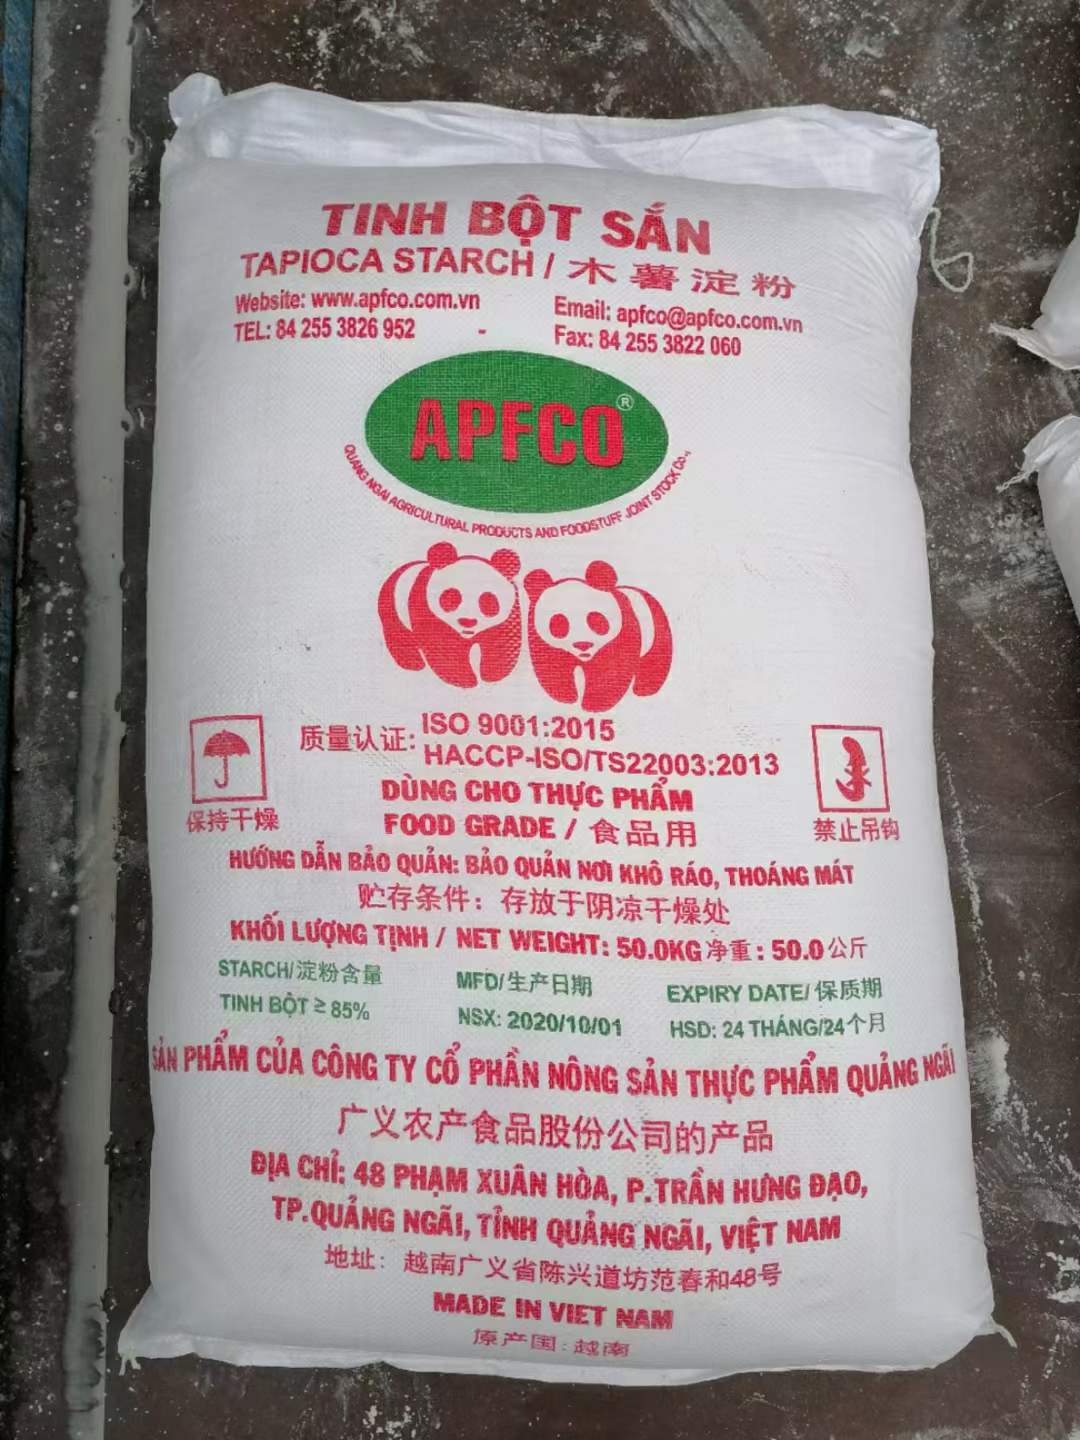 TINH BỘT SẮN
TAPIOCA STARCH / 木薯淀粉
Website: www.apfco.com.vn
Email: apfco@apfco.com.vn
TEL: 84 255 3826 952 -
Fax: 84 255 3822 060
APFCO®
QUANG NGAI AGRICULTURAL PRODUCTS AND FOODSTUFF JOINT STOCK Co.,
质量认证: ISO 9001:2015
HACCP-ISO/TS22003:2013
保持干燥
禁止吊钩
DÙNG CHO THỰC PHẨM
FOOD GRADE / 食品用
HƯỚNG DẪN BẢO QUẢN: BẢO QUẢN NƠI KHÔ RÁO, THOÁNG MÁT
贮存条件: 存放于阴凉干燥处
KHỐI LƯỢNG TỊNH / NET WEIGHT: 50.0KG 净重: 50.0 公斤
STARCH/淀粉含量
MFD/生产日期
EXPIRY DATE/保质期
TINH BỘT ≥ 85%
NSX: 2020/10/01
HSD: 24 THÁNG/24个月
SẢN PHẨM CỦA CÔNG TY CỔ PHẦN NÔNG SẢN THỰC PHẨM QUẢNG NGÃI
广义农产食品股份公司的产品
ĐỊA CHỈ: 48 PHẠM XUÂN HÒA, P.TRẦN HƯNG ĐẠO,
TP.QUẢNG NGÃI, TỈNH QUẢNG NGÃI, VIỆT NAM
地址: 越南广义省陈兴道坊范春和48号
MADE IN VIET NAM
原产国: 越南